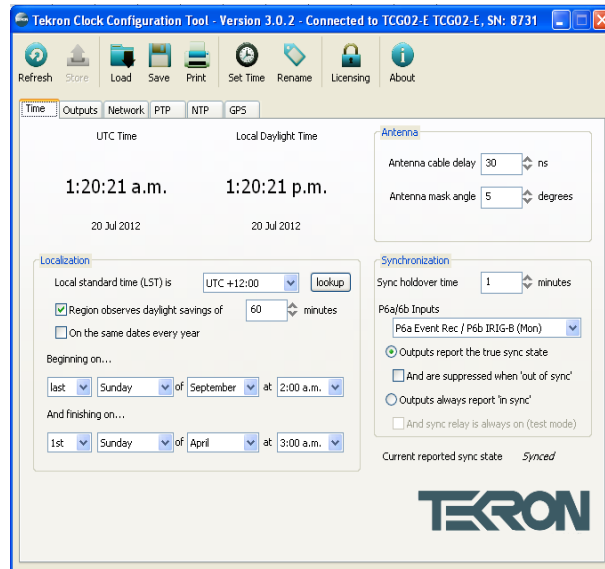 Tekron Clock Configuration Tool - Version 3.0.2 - Connected to TCG02-E TCG02-E, SN: 8731
Refresh Store Load Save Print Set Time Rename Licensing About
Time Outputs Network PTP NTP GPS
UTC Time Local Daylight Time
1:20:21 a.m. 1:20:21 p.m.
20 Jul 2012 20 Jul 2012
Antenna
Antenna cable delay 30 ns
Antenna mask angle 5 degrees
Localization
Local standard time (LST) is UTC +12:00 lookup
Region observes daylight savings of 60 minutes
On the same dates every year
Beginning on...
last Sunday of September at 2:00 a.m.
And finishing on...
1st Sunday of April at 3:00 a.m.
Synchronization
Sync holdover time 1 minutes
P6a/6b Inputs
P6a Event Rec / P6b IRIG-B (Mon)
Outputs report the true sync state
And are suppressed when 'out of sync'
Outputs always report 'in sync'
And sync relay is always on (test mode)
Current reported sync state Synced
TEKRON